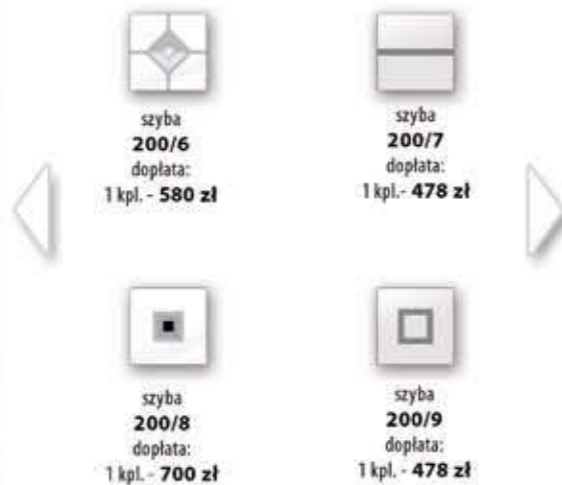 szyba
200/6
dopłata:
1 kpl. - 580 zł
szyba
200/7
dopłata:
1 kpl.- 478 zł
szyba
200/8
dopłata:
1 kpl. - 700 zł
szyba
200/9
dopłata:
1 kpl. - 478 zł